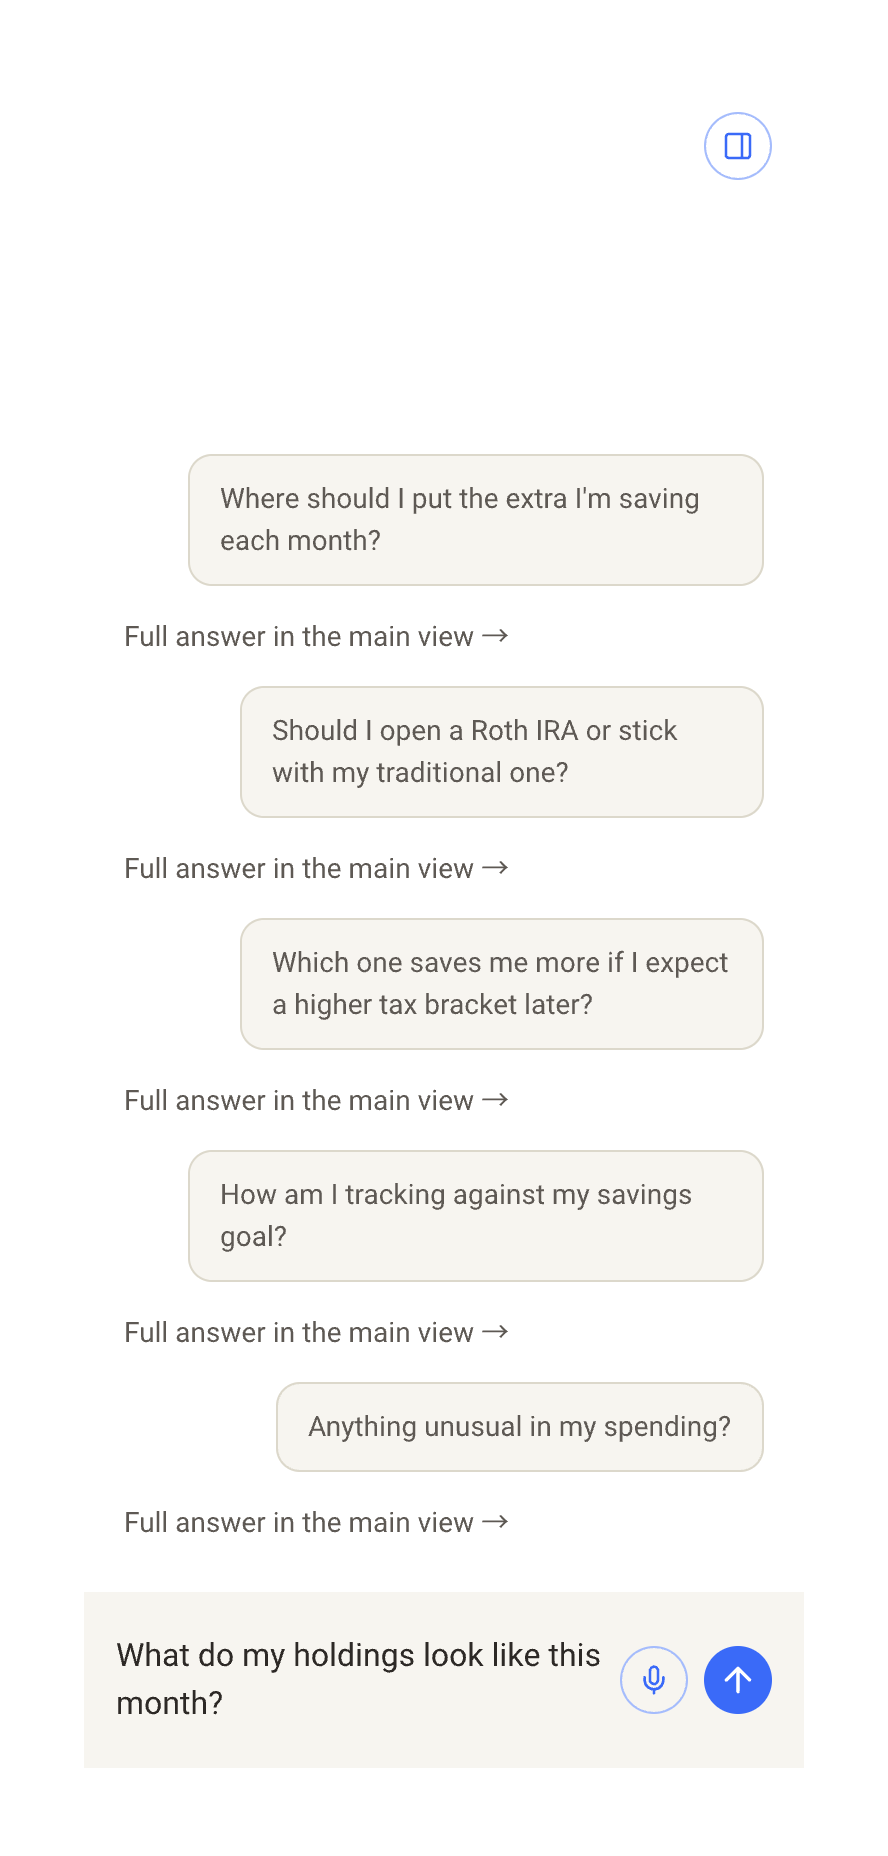 Where should I put the extra I'm saving
each month?
Full answer in the main view →
Should I open a Roth IRA or stick
with my traditional one?
Full answer in the main view →
Which one saves me more if I expect
a higher tax bracket later?
Full answer in the main view →
How am I tracking against my savings
goal?
Full answer in the main view →
Anything unusual in my spending?
Full answer in the main view →
What do my holdings look like this
month?